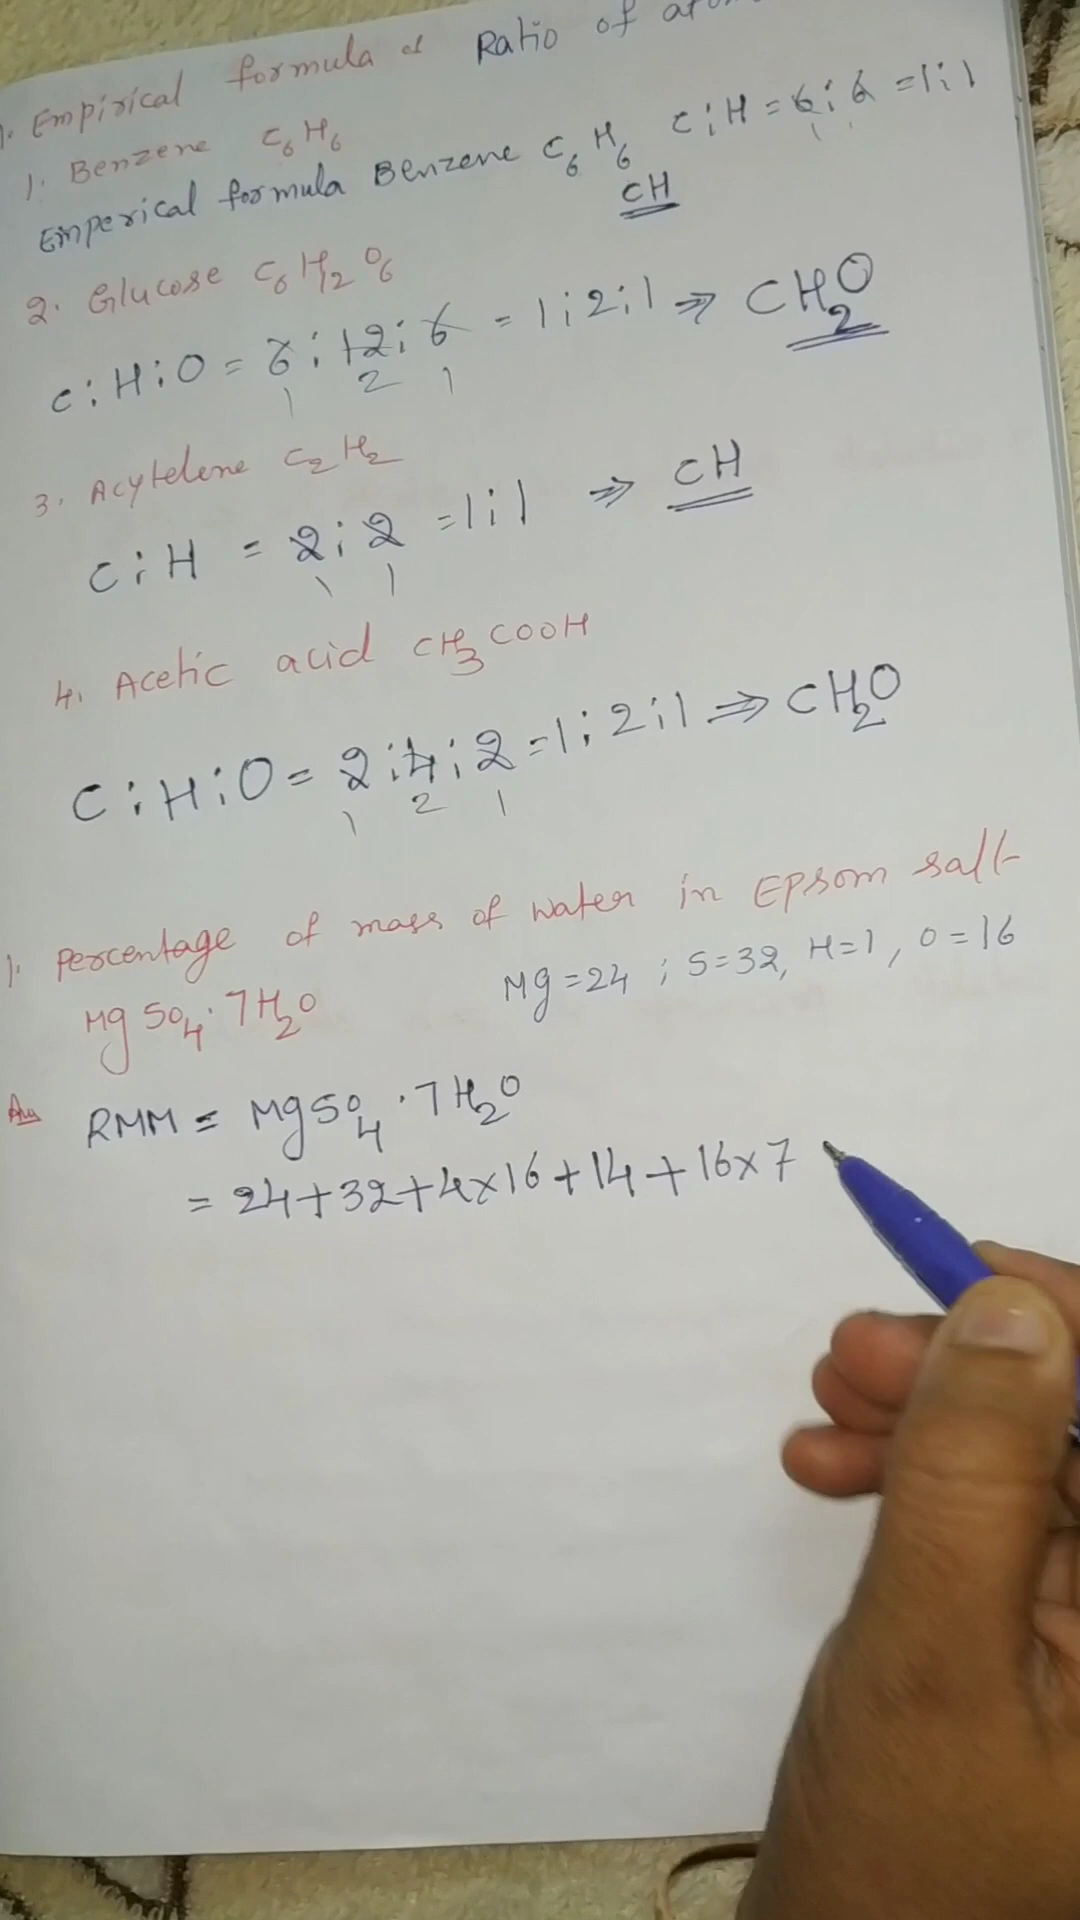 1. Empirical formula of Ratio of
1. Benzene C6H6
Emperical formula Benzene C6H6 C:H = 6:6 = 1:1
1 1
CH
2. Glucose C6H12O6
C:H:O = 6:12:6 = 1:2:1 ⇒ CH2O
1 2 1
3. Acytelene C2H2
C:H = 2:2 = 1:1 ⇒ CH
1 1
4. Acetic acid CH3COOH
C:H:O = 2:4:2 = 1:2:1 ⇒ CH2O
1 2 1
1. Percentage of mass of water in Epsom salt
MgSO4·7H2O Mg=24; S=32, H=1, O=16
Ans RMM = MgSO4·7H2O
= 24+32+4×16+14+16×7